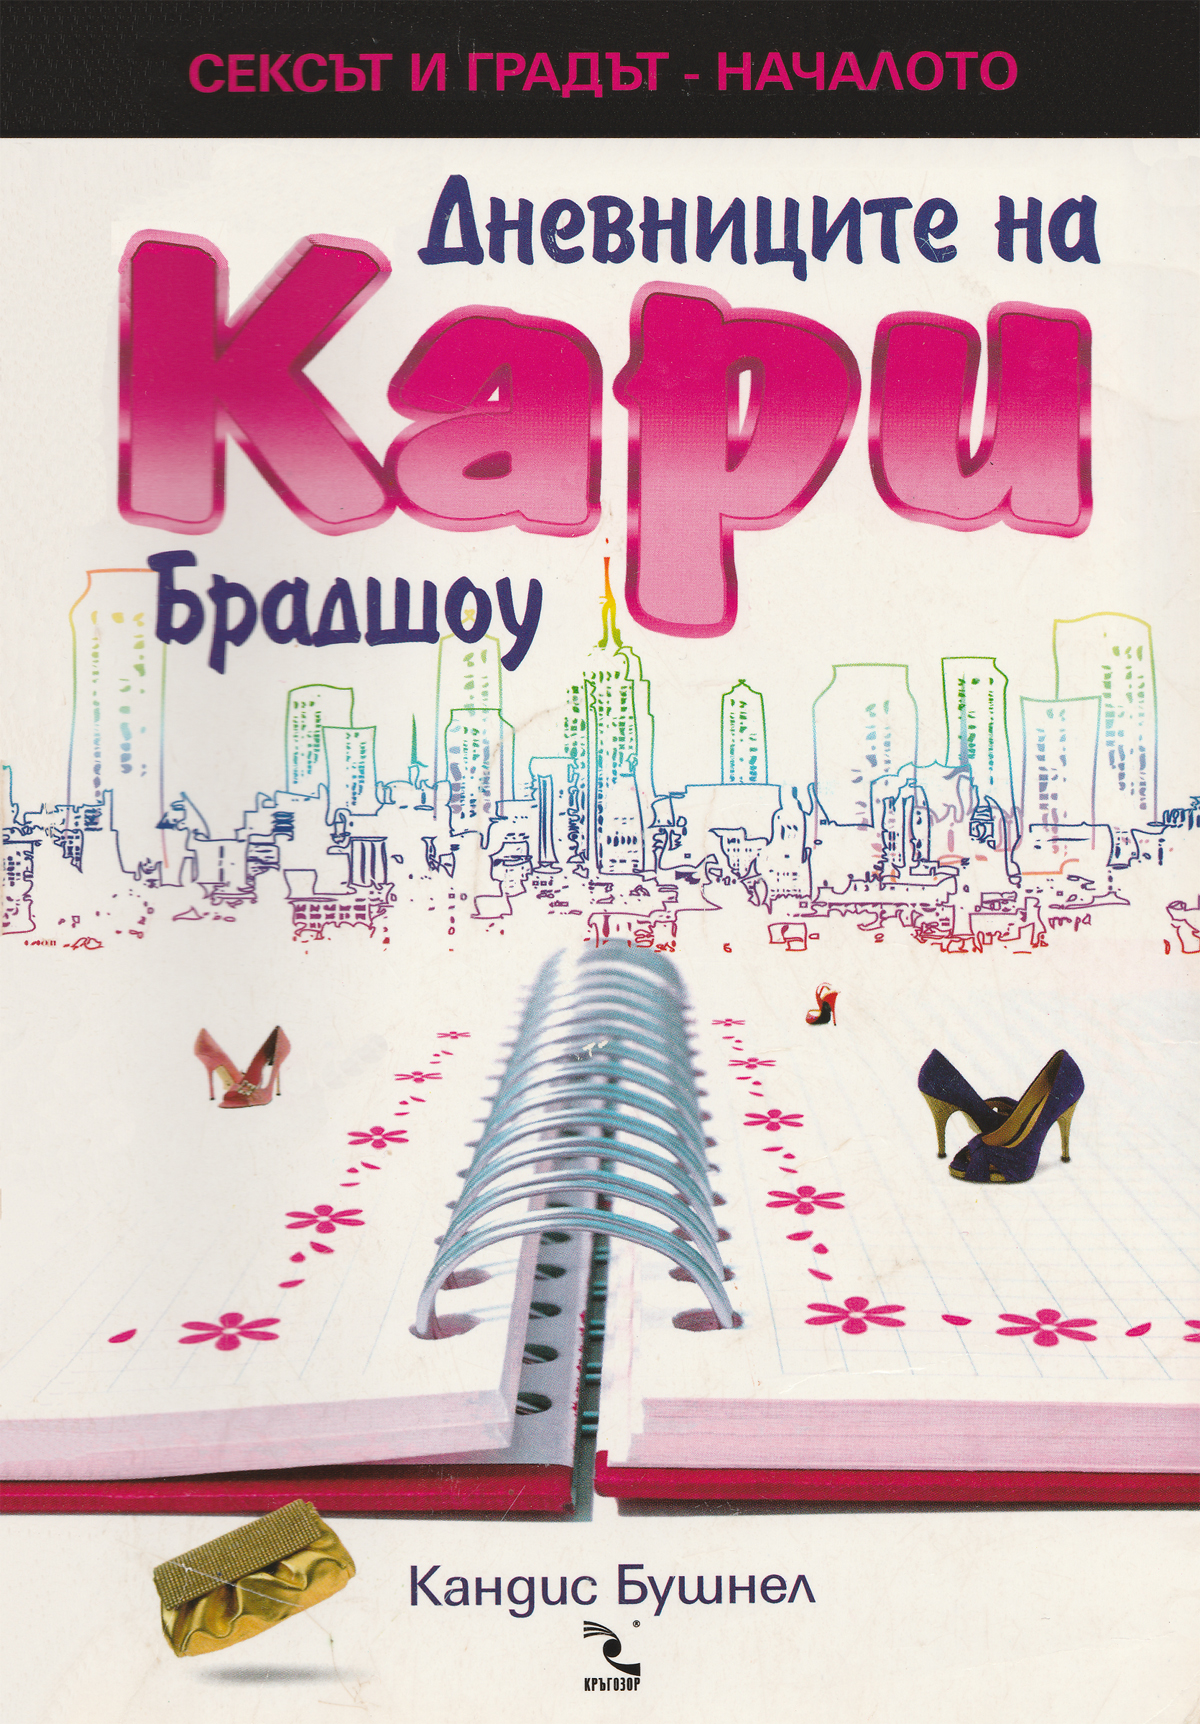 СЕКСЪТ И ГРАДЪТ - НАЧАЛОТО
Дневниците на
Кари
Брадшоу
Кандис Бушнел
®
КРЪГОЗОР